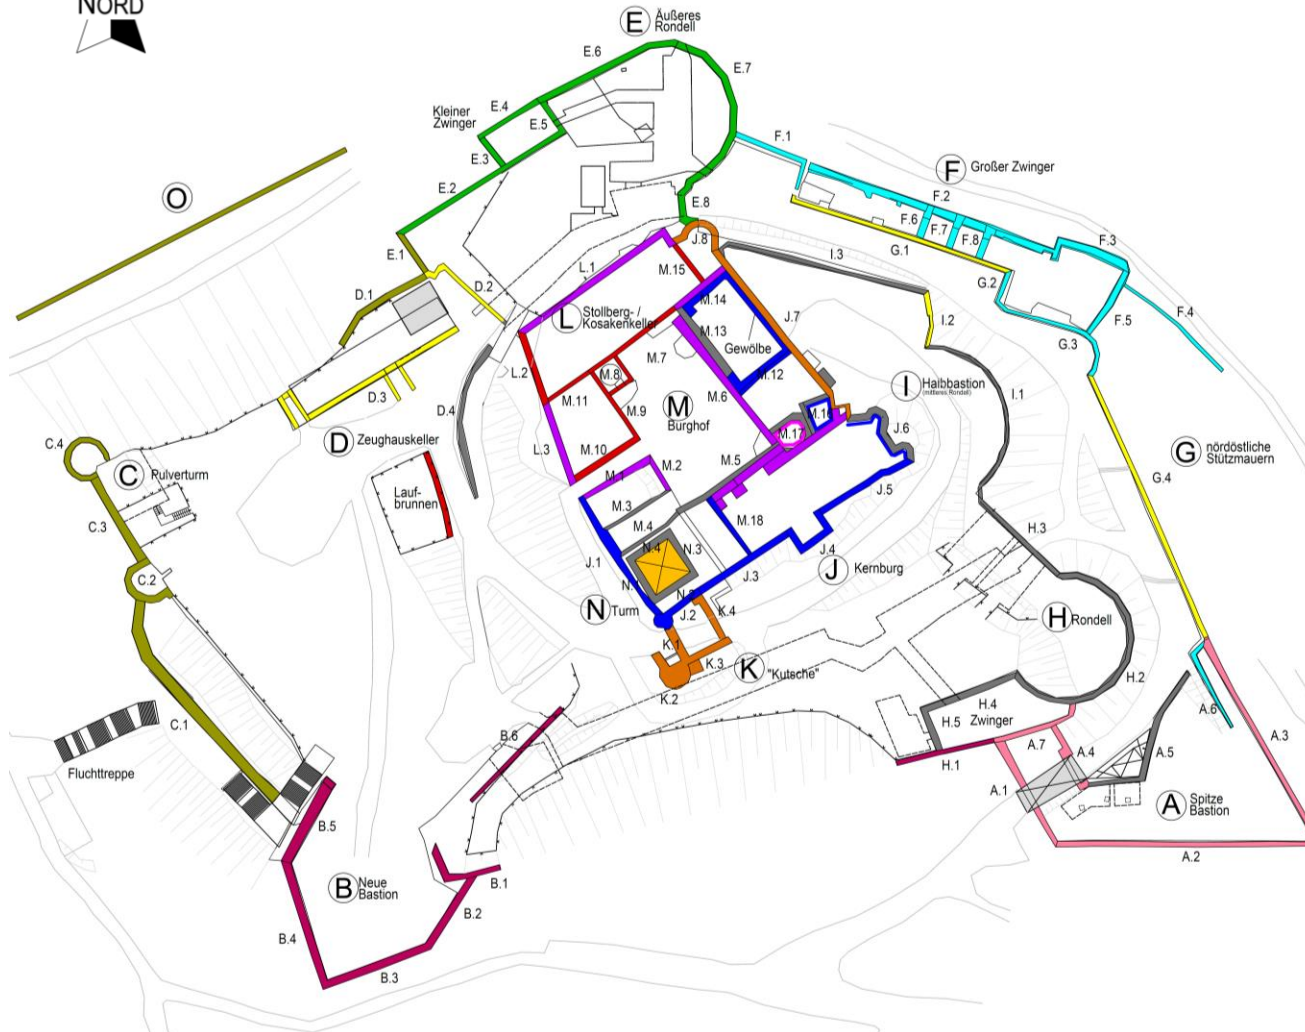 NORD
E Äußeres
Rondell
E.6
E.7
E.4
E.5
Kleiner
Zwinger
E.3
E.2
E.8
E.1
O
F.1
F Großer Zwinger
F.2
F.6
F.7
F.8
F.3
F.4
F.5
G.1
G.2
G.3
I.3
I.2
I.1
J.8
J.7
D.1
D.2
L.1
L Stollberg-/
Kosakenkeller
M.15
M.14
M.13
Gewölbe
M.12
M.7
M.8
M.6
L.2
M.11
M.9
M
Burghof
M.10
L.3
M.16
M.17
I Halbbastion
(mittleres Rondell)
J.6
D.3
D.4
D Zeughauskeller
C.4
C Pulverturm
C.3
C.2
C.1
Lauf-
brunnen
M.1
M.2
M.5
M.3
M.4
M.18
J.5
J.4
J.3
J Kernburg
J.1
N.4
N.3
N Turm
J.2
K.4
K.1
K.3
K.2
K "Kutsche"
G nördöstliche
Stützmauern
G.4
H.3
H Rondell
H.2
H.4
Zwinger
H.5
H.1
A.7
A.4
A.5
A.6
A.3
A.1
A Spitze
Bastion
A.2
Fluchttreppe
B.6
B.5
B Neue
Bastion
B.1
B.2
B.4
B.3